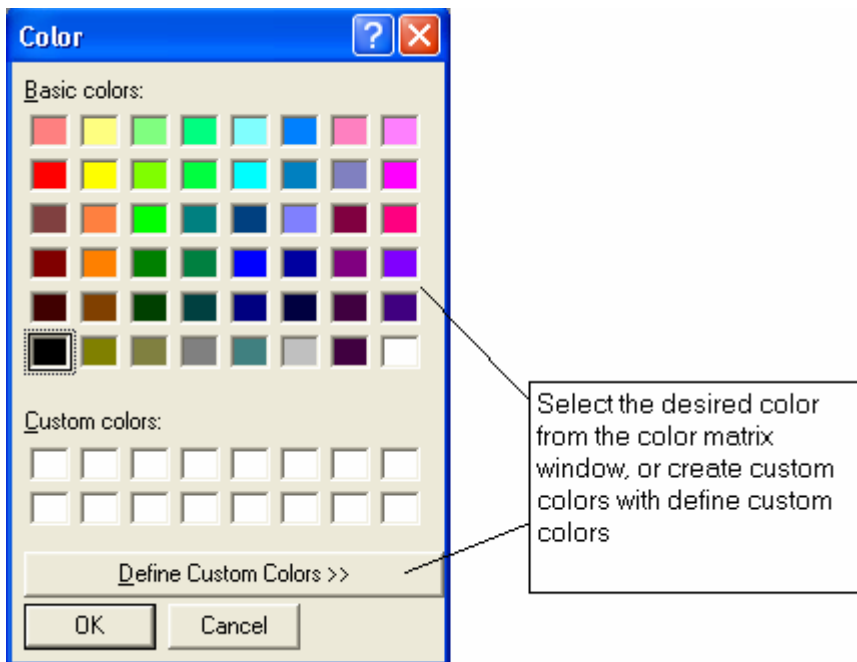 Color
Basic colors:
Custom colors:
Define Custom Colors >>
OK Cancel
Select the desired color
from the color matrix
window, or create custom
colors with define custom
colors